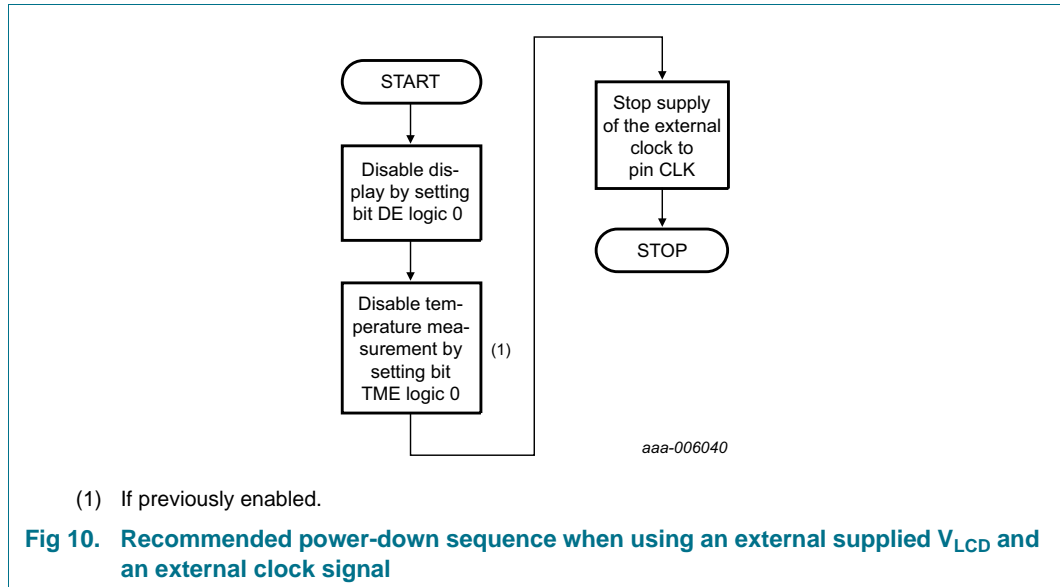 START
Disable dis-
play by setting
bit DE logic 0
Disable tem-
perature mea-
surement by
setting bit
TME logic 0
(1)
Stop supply
of the external
clock to
pin CLK
STOP
aaa-006040
(1) If previously enabled.
Fig 10. Recommended power-down sequence when using an external supplied VLCD and
an external clock signal